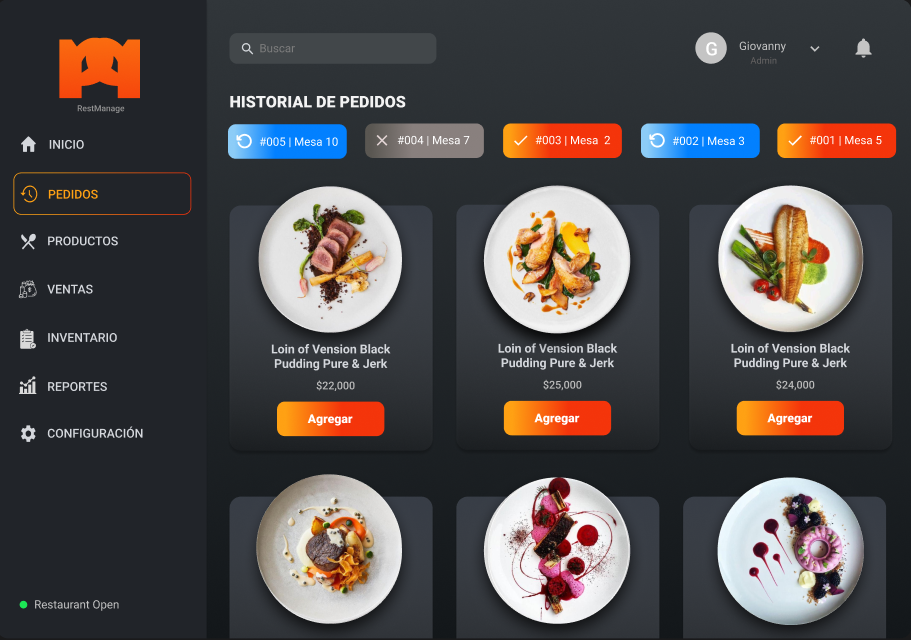 Buscar
G
Giovanny
Admin
RestManage
HISTORIAL DE PEDIDOS
#005 | Mesa 10
#004 | Mesa 7
#003 | Mesa 2
#002 | Mesa 3
#001 | Mesa 5
INICIO
PEDIDOS
PRODUCTOS
VENTAS
INVENTARIO
REPORTES
CONFIGURACIÓN
Restaurant Open
Loin of Vension Black
Pudding Pure & Jerk
$22,000
Agregar
Loin of Vension Black
Pudding Pure & Jerk
$25,000
Agregar
Loin of Vension Black
Pudding Pure & Jerk
$24,000
Agregar